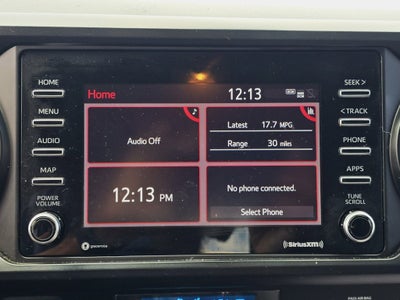 HOME
MENU
AUDIO
MAP
POWER
VOLUME
gracenote
Home
12:13
Audio Off
Latest 17.7 MPG
Range 30 miles
12:13 PM
No phone connected.
Select Phone
SEEK >
< TRACK
PHONE
APPS
TUNE
SCROLL
SiriusXM